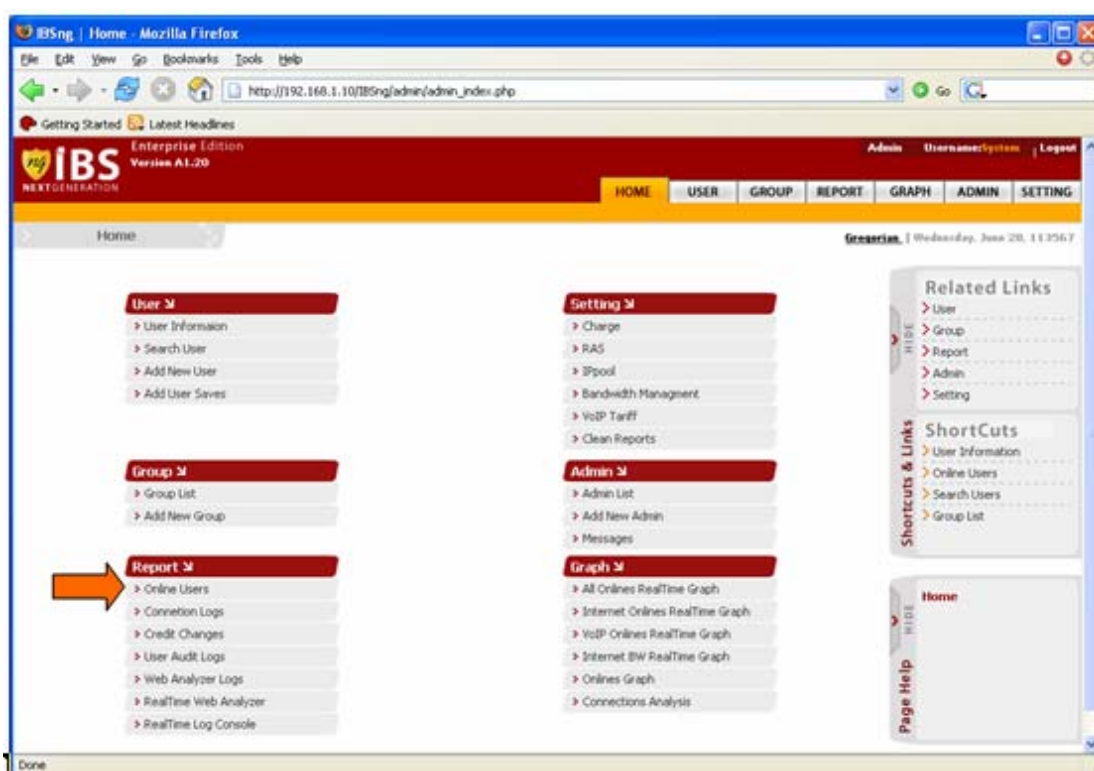 IBSng | Home - Mozilla Firefox
File Edit View Go Bookmarks Tools Help
http://192.168.1.10/IBSng/admin/admin_index.php
Go
Getting Started Latest Headlines
ng IBS
NEXTGENERATION
Enterprise Edition
Version A1.20
Admin Username:System | Logout
HOME USER GROUP REPORT GRAPH ADMIN SETTING
Home
Gregorian | Wednesday, June 28, 113567
User
User Informaion
Search User
Add New User
Add User Saves
Group
Group List
Add New Group
Report
Online Users
Connetion Logs
Credit Changes
User Audit Logs
Web Analyzer Logs
RealTime Web Analyzer
RealTime Log Console
Setting
Charge
RAS
IPpool
Bandwidth Managment
VoIP Tariff
Clean Reports
Admin
Admin List
Add New Admin
Messages
Graph
All Onlines RealTime Graph
Internet Onlines RealTime Graph
VoIP Onlines RealTime Graph
Internet BW RealTime Graph
Onlines Graph
Connections Analysis
HIDE
Shortcuts & Links
Related Links
User
Group
Report
Admin
Setting
ShortCuts
User Information
Online Users
Search Users
Group List
HIDE
Page Help
Home
Done